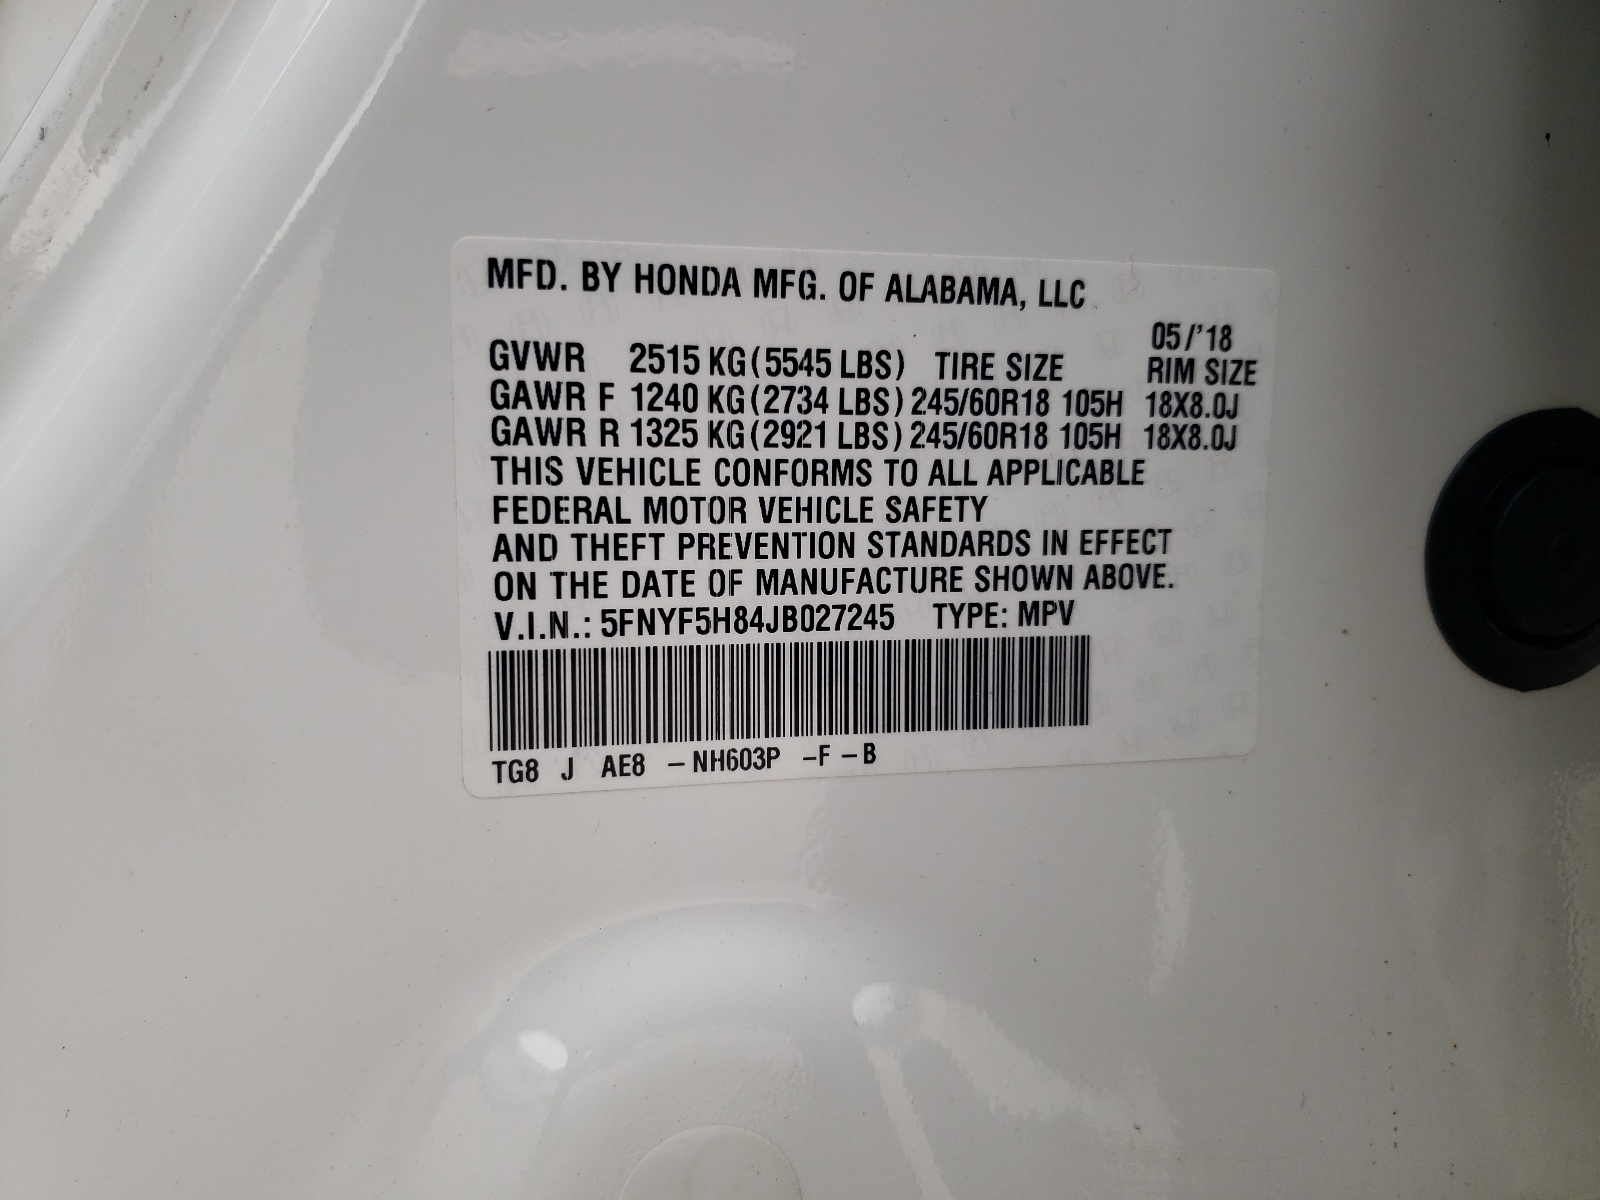 MFD. BY HONDA MFG. OF ALABAMA, LLC
05/'18
GVWR 2515 KG(5545 LBS) TIRE SIZE RIM SIZE
GAWR F 1240 KG(2734 LBS) 245/60R18 105H 18X8.0J
GAWR R 1325 KG(2921 LBS) 245/60R18 105H 18X8.0J
THIS VEHICLE CONFORMS TO ALL APPLICABLE
FEDERAL MOTOR VEHICLE SAFETY
AND THEFT PREVENTION STANDARDS IN EFFECT
ON THE DATE OF MANUFACTURE SHOWN ABOVE.
V.I.N.: 5FNYF5H84JB027245 TYPE: MPV
TG8 J AE8 -NH603P -F -B